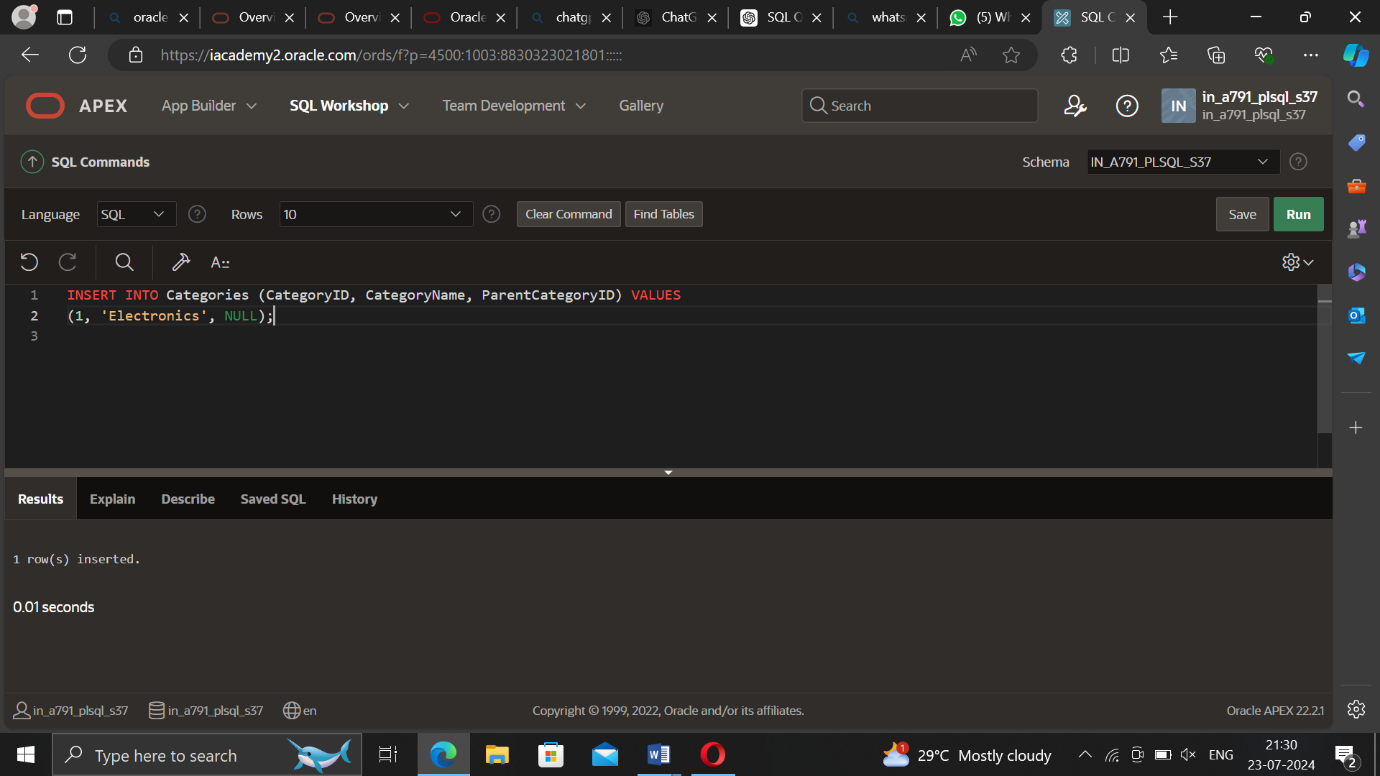 oracle
Overvi
Overvi
Oracle
chatg
ChatG
SQL
whats
(5) W
SQL
https://iacademy2.oracle.com/ords/f?p=4500:1003:8830323021801:::::
APEX
App Builder
SQL Workshop
Team Development
Gallery
Search
IN
in_a791_plsql_s37
in_a791_plsql_s37
SQL Commands
Schema
IN_A791_PLSQL_S37
Language
SQL
Rows
10
Clear Command
Find Tables
Save
Run
1 INSERT INTO Categories (CategoryID, CategoryName, ParentCategoryID) VALUES
2 (1, 'Electronics', NULL);
3
Results
Explain
Describe
Saved SQL
History
1 row(s) inserted.
0.01 seconds
in_a791_plsql_s37
in_a791_plsql_s37
en
Copyright © 1999, 2022, Oracle and/or its affiliates.
Oracle APEX 22.2.1
Type here to search
1
29°C Mostly cloudy
ENG
21:30
23-07-2024
2